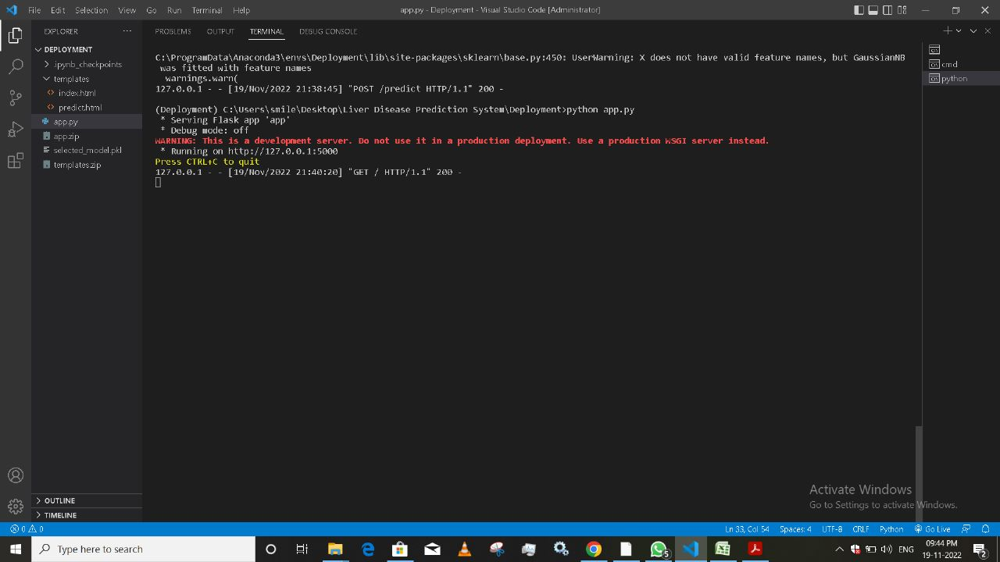 File Edit Selection View Go Run Terminal Help
app.py - Deployment - Visual Studio Code [Administrator]
EXPLORER
DEPLOYMENT
.ipynb_checkpoints
templates
index.html
predict.html
app.py
app.zip
selected_model.pkl
templates.zip
OUTLINE
TIMELINE
PROBLEMS OUTPUT TERMINAL DEBUG CONSOLE
C:\ProgramData\Anaconda3\envs\Deployment\lib\site-packages\sklearn\base.py:450: UserWarning: X does not have valid feature names, but GaussianNB
was fitted with feature names
warnings.warn(
127.0.0.1 - - [19/Nov/2022 21:38:45] "POST /predict HTTP/1.1" 200 -
(Deployment) C:\Users\smile\Desktop\Liver Disease Prediction System\Deployment>python app.py
* Serving Flask app 'app'
* Debug mode: off
WARNING: This is a development server. Do not use it in a production deployment. Use a production WSGI server instead.
* Running on http://127.0.0.1:5000
Press CTRL+C to quit
127.0.0.1 - - [19/Nov/2022 21:40:20] "GET / HTTP/1.1" 200 -
cmd
python
Activate Windows
Go to Settings to activate Windows.
0 0
Ln 33, Col 54 Spaces: 4 UTF-8 CRLF Python Go Live
Type here to search
5
ENG
09:44 PM
19-11-2022
2